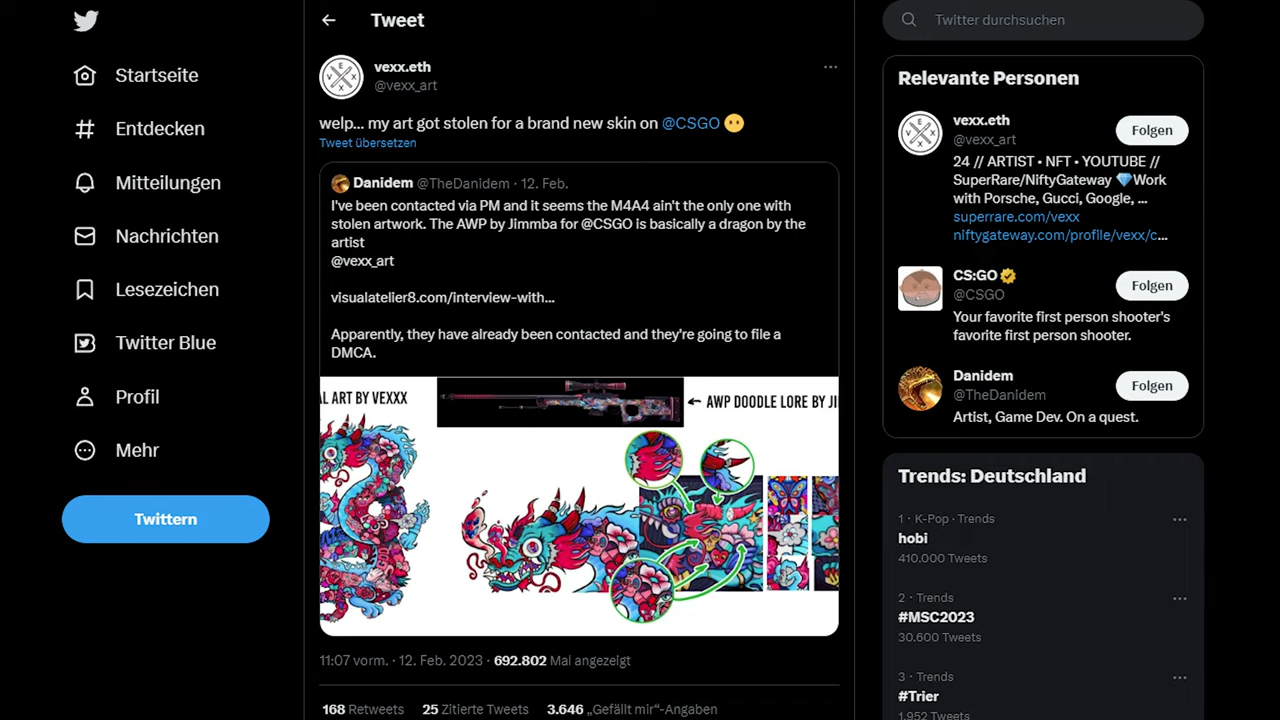 Startseite
Entdecken
Mitteilungen
Nachrichten
Lesezeichen
Twitter Blue
Profil
Mehr
Twittern
Tweet
vexx.eth
@vexx_art
welp... my art got stolen for a brand new skin on @CSGO 😶
Tweet übersetzen
Danidem @TheDanidem · 12. Feb.
I've been contacted via PM and it seems the M4A4 ain't the only one with
stolen artwork. The AWP by Jimmba for @CSGO is basically a dragon by the
artist
@vexx_art
visualatelier8.com/interview-with...
Apparently, they have already been contacted and they're going to file a
DMCA.
AL ART BY VEXXX
AWP DOODLE LORE BY JI
11:07 vorm. · 12. Feb. 2023 · 692.802 Mal angezeigt
168 Retweets 25 Zitierte Tweets 3.646 „Gefällt mir“-Angaben
Twitter durchsuchen
Relevante Personen
vexx.eth
@vexx_art
Folgen
24 // ARTIST • NFT • YOUTUBE //
SuperRare/NiftyGateway 💎Work
with Porsche, Gucci, Google, ...
superrare.com/vexx
niftygateway.com/profile/vexx/c...
CS:GO
@CSGO
Folgen
Your favorite first person shooter's
favorite first person shooter.
Danidem
@TheDanidem
Folgen
Artist, Game Dev. On a quest.
Trends: Deutschland
1 · K-Pop · Trends
hobi
410.000 Tweets
2 · Trends
#MSC2023
30.600 Tweets
3 · Trends
#Trier
1.952 Tweets